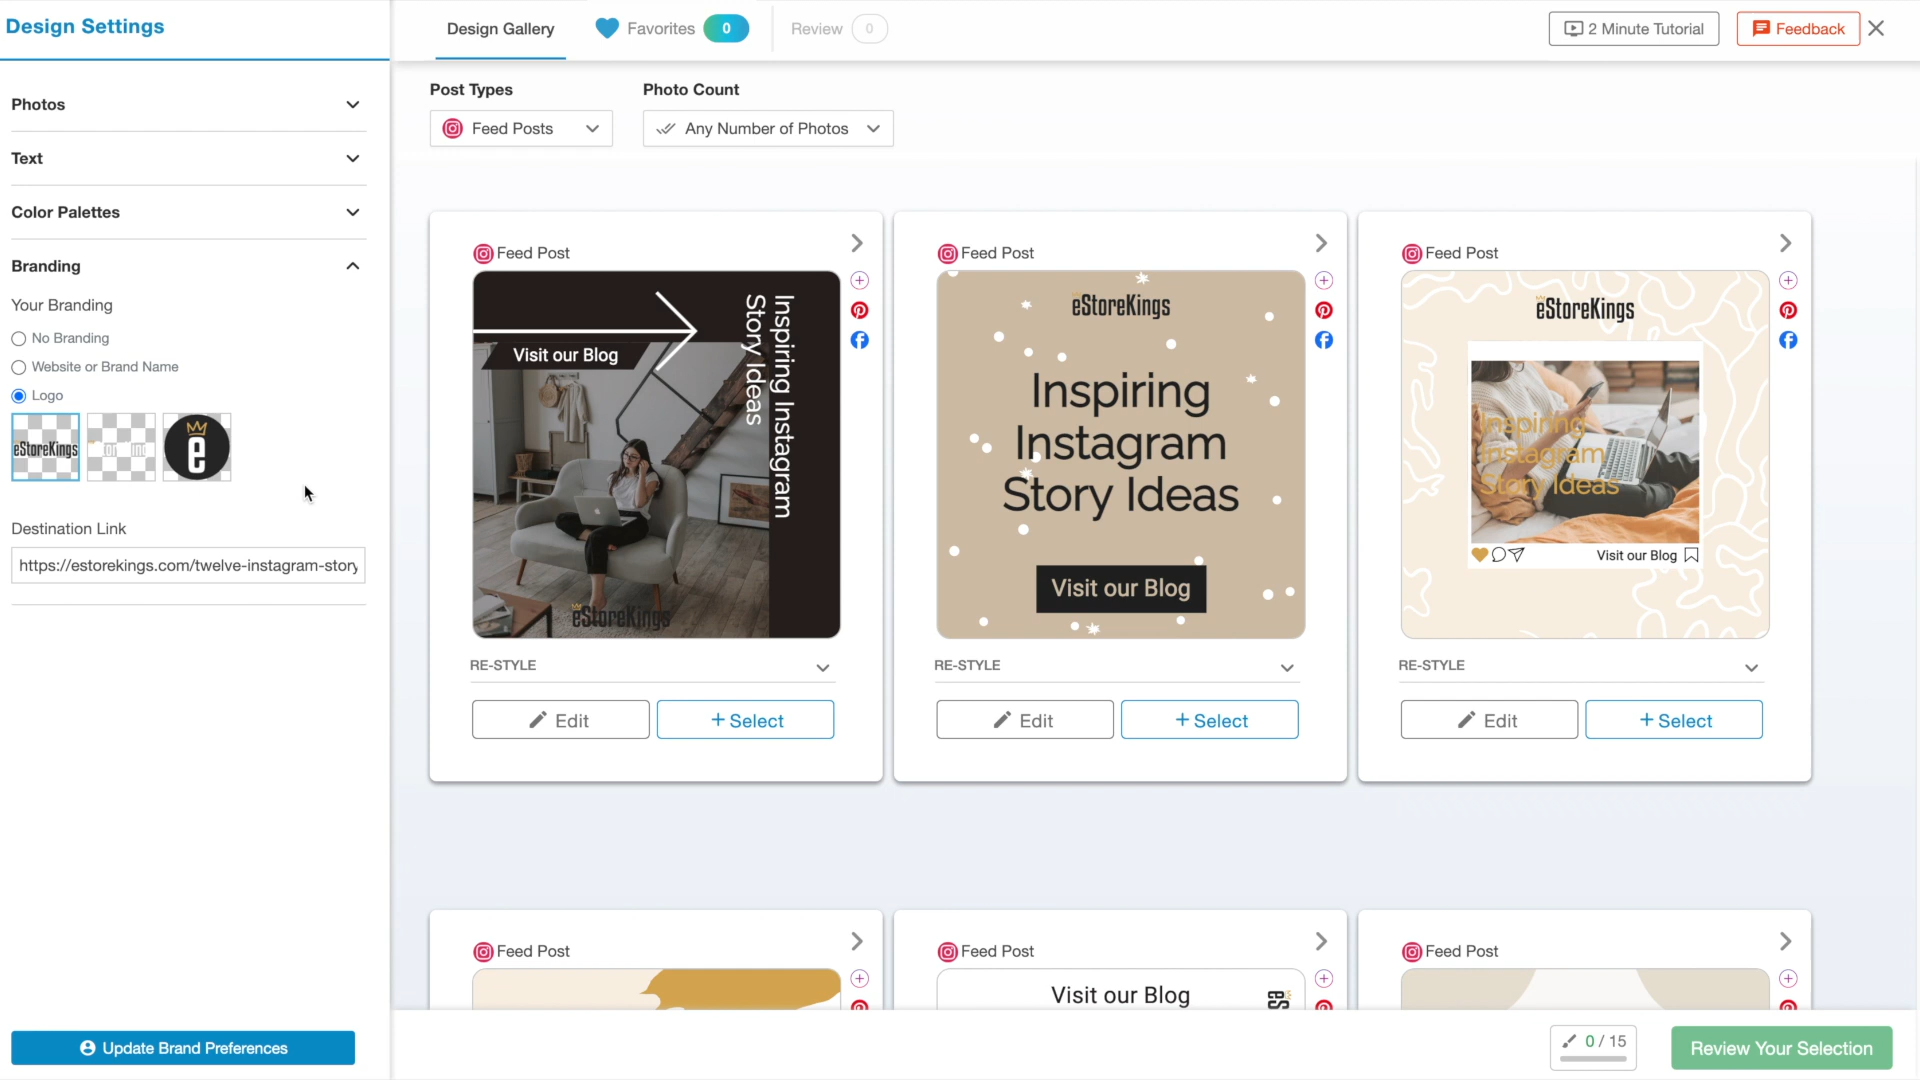 Design Settings
Design Gallery
Favorites
0
Review
0
2 Minute Tutorial
Feedback
Photos
Text
Color Palettes
Branding
Your Branding
No Branding
Website or Brand Name
Logo
eStoreKings
e
Destination Link
https://estorekings.com/twelve-instagram-story
Update Brand Preferences
Post Types
Photo Count
Feed Posts
Any Number of Photos
Feed Post
Visit our Blog
Inspiring Instagram
Story Ideas
eStoreKings
RE-STYLE
Edit
+ Select
Feed Post
eStoreKings
Inspiring
Instagram
Story Ideas
Visit our Blog
RE-STYLE
Edit
+ Select
Feed Post
eStoreKings
Inspiring
Instagram
Story Ideas
Visit our Blog
RE-STYLE
Edit
+ Select
Feed Post
Feed Post
Visit our Blog
Feed Post
0 / 15
Review Your Selection